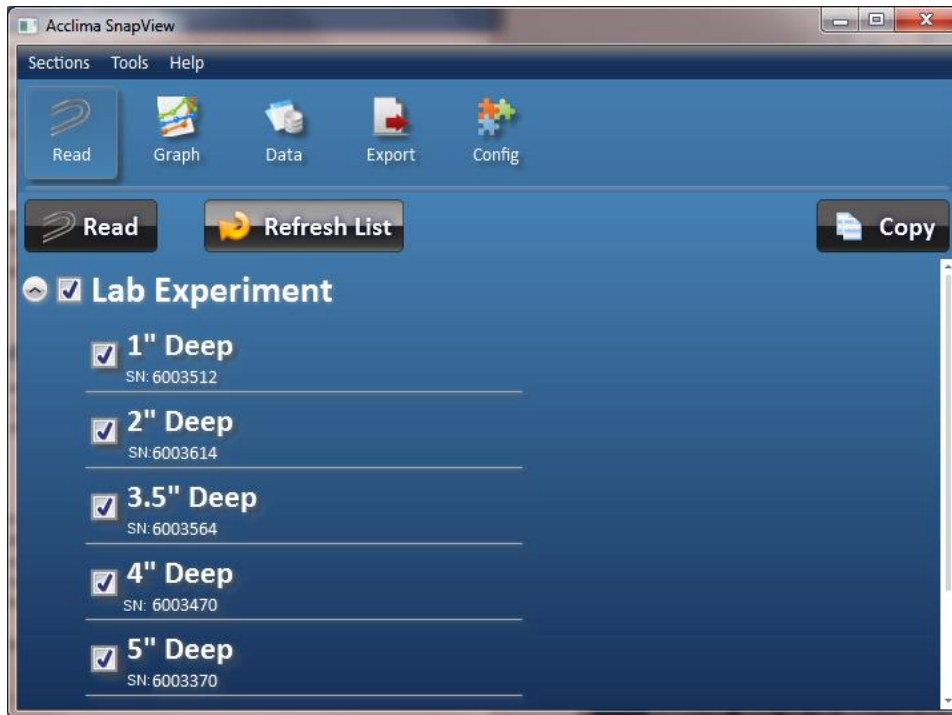 Acclima SnapView
Sections Tools Help
Read Graph Data Export Config
Read Refresh List Copy
Lab Experiment
1" Deep
SN: 6003512
2" Deep
SN:6003614
3.5" Deep
SN:6003564
4" Deep
SN: 6003470
5" Deep
SN:6003370